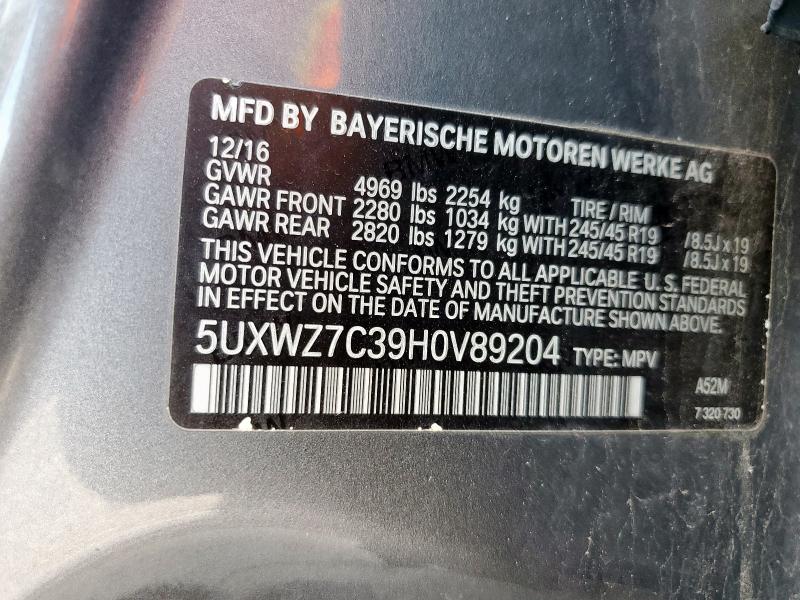 MFD BY BAYERISCHE MOTOREN WERKE AG
12/16
GVWR 4969 lbs 2254 kg TIRE / RIM
GAWR FRONT 2280 lbs 1034 kg WITH 245/45 R19 /8.5J x 19
GAWR REAR 2820 lbs 1279 kg WITH 245/45 R19 /8.5J x 19
THIS VEHICLE CONFORMS TO ALL APPLICABLE U.S. FEDERAL
MOTOR VEHICLE SAFETY AND THEFT PREVENTION STANDARDS
IN EFFECT ON THE DATE OF MANUFACTURE SHOWN ABOVE.
5UXWZ7C39H0V89204 TYPE: MPV
A52M
7 320 730